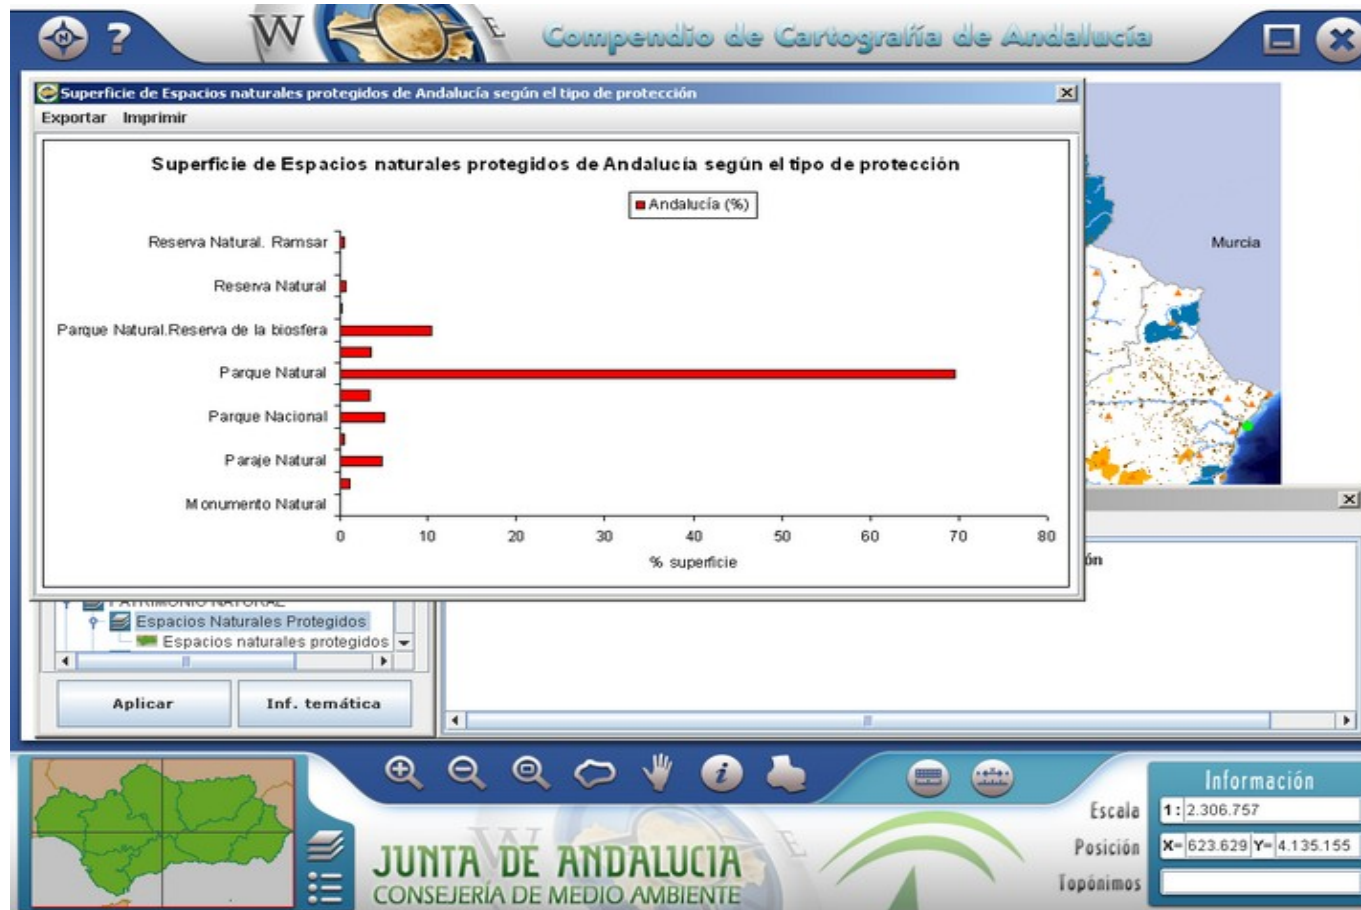 ?
W
E
Compendio de Cartografía de Andalucía
Superficie de Espacios naturales protegidos de Andalucía según el tipo de protección
Exportar Imprimir
Superficie de Espacios naturales protegidos de Andalucía según el tipo de protección
Andalucía (%)
Reserva Natural. Ramsar
Reserva Natural
Parque Natural.Reserva de la biosfera
Parque Natural
Parque Nacional
Paraje Natural
Monumento Natural
0 10 20 30 40 50 60 70 80
% superficie
Murcia
ón
PATRIMONIO NATURAL
Espacios Naturales Protegidos
Espacios naturales protegidos
Aplicar
Inf. temática
W
E
JUNTA DE ANDALUCIA
CONSEJERÍA DE MEDIO AMBIENTE
Información
Escala 1: 2.306.757
Posición X= 623.629 Y= 4.135.155
Topónimos